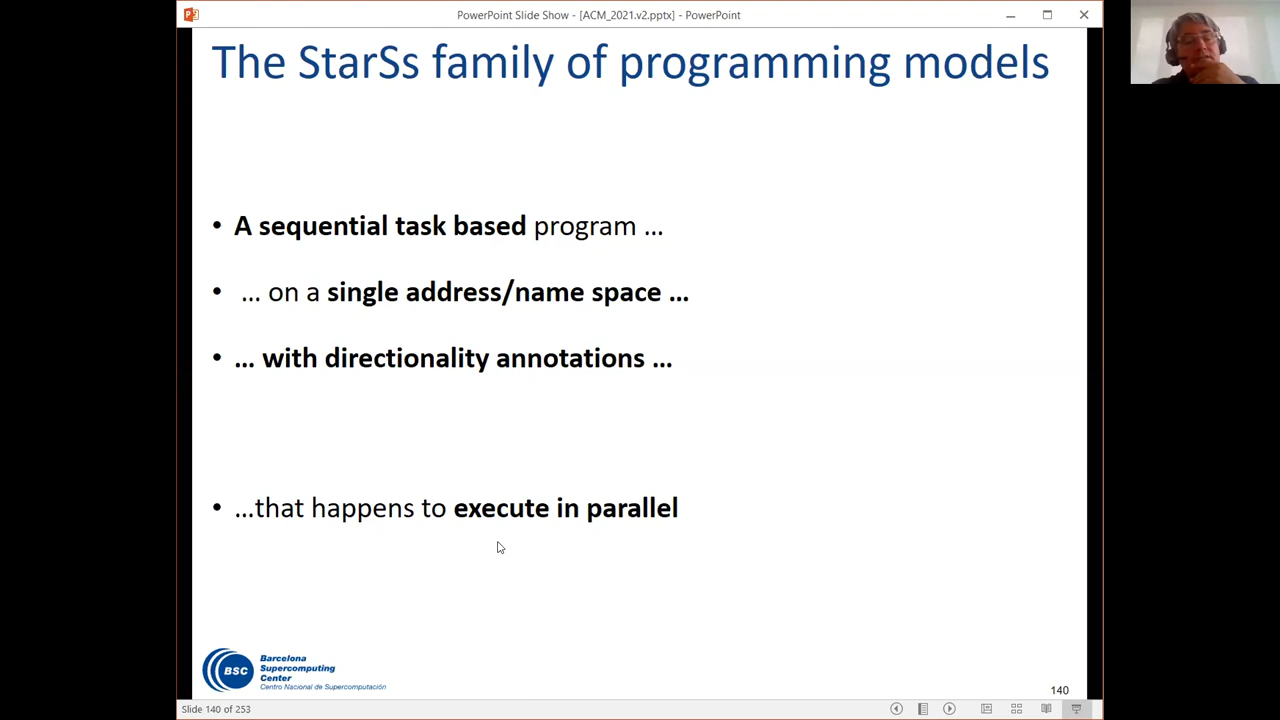 PowerPoint Slide Show - [ACM_2021.v2.pptx] - PowerPoint
The StarSs family of programming models
• A sequential task based program …
• … on a single address/name space …
• … with directionality annotations …
• …that happens to execute in parallel
BSC
Barcelona
Supercomputing
Center
Centro Nacional de Supercomputación
140
Slide 140 of 253